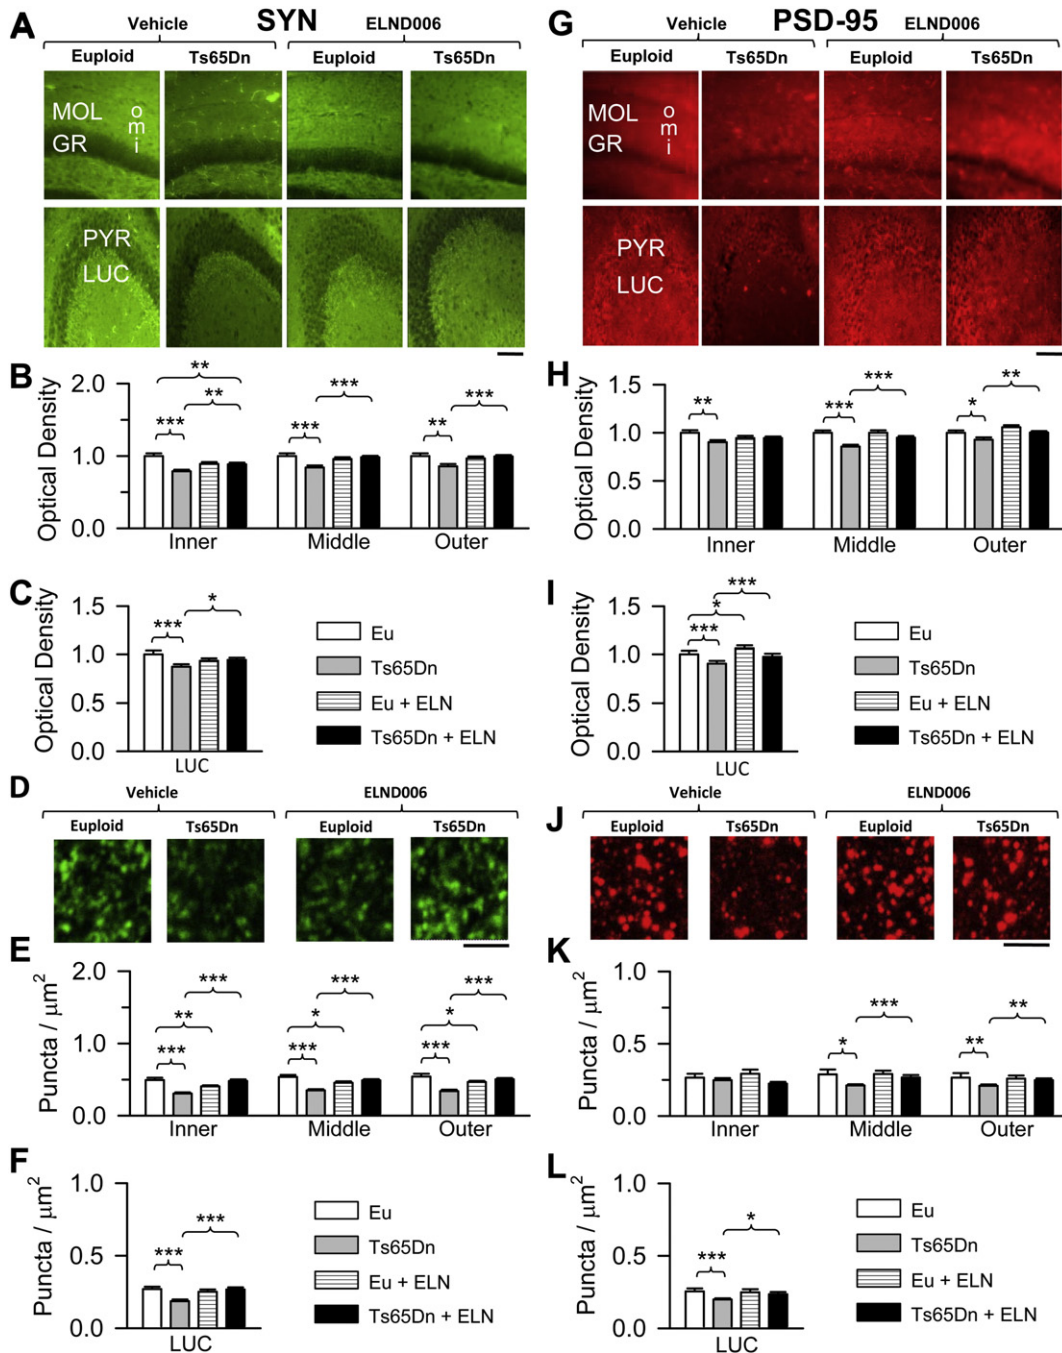 A
Vehicle SYN ELND006
Euploid Ts65Dn Euploid Ts65Dn
MOL o
m
GR i
PYR
LUC
B
Optical Density
2.0
1.0
0.0
** ** *** *** *** ** ***
Inner Middle Outer
C
Optical Density
1.5
1.0
0.5
0.0
*** *
LUC
Eu
Ts65Dn
Eu + ELN
Ts65Dn + ELN
D
Vehicle ELND006
Euploid Ts65Dn Euploid Ts65Dn
E
Puncta / μm²
2.0
1.0
0.0
*** ** *** *** * *** *** * ***
Inner Middle Outer
F
Puncta / μm²
1.0
0.5
0.0
*** ***
LUC
Eu
Ts65Dn
Eu + ELN
Ts65Dn + ELN
G
Vehicle PSD-95 ELND006
Euploid Ts65Dn Euploid Ts65Dn
MOL o
m
GR i
PYR
LUC
H
Optical Density
1.5
1.0
0.5
0.0
** *** *** * **
Inner Middle Outer
I
Optical Density
1.5
1.0
0.5
0.0
*** * ***
LUC
Eu
Ts65Dn
Eu + ELN
Ts65Dn + ELN
J
Vehicle ELND006
Euploid Ts65Dn Euploid Ts65Dn
K
Puncta / μm²
1.0
0.5
0.0
* *** ** **
Inner Middle Outer
L
Puncta / μm²
1.0
0.5
0.0
*** *
LUC
Eu
Ts65Dn
Eu + ELN
Ts65Dn + ELN